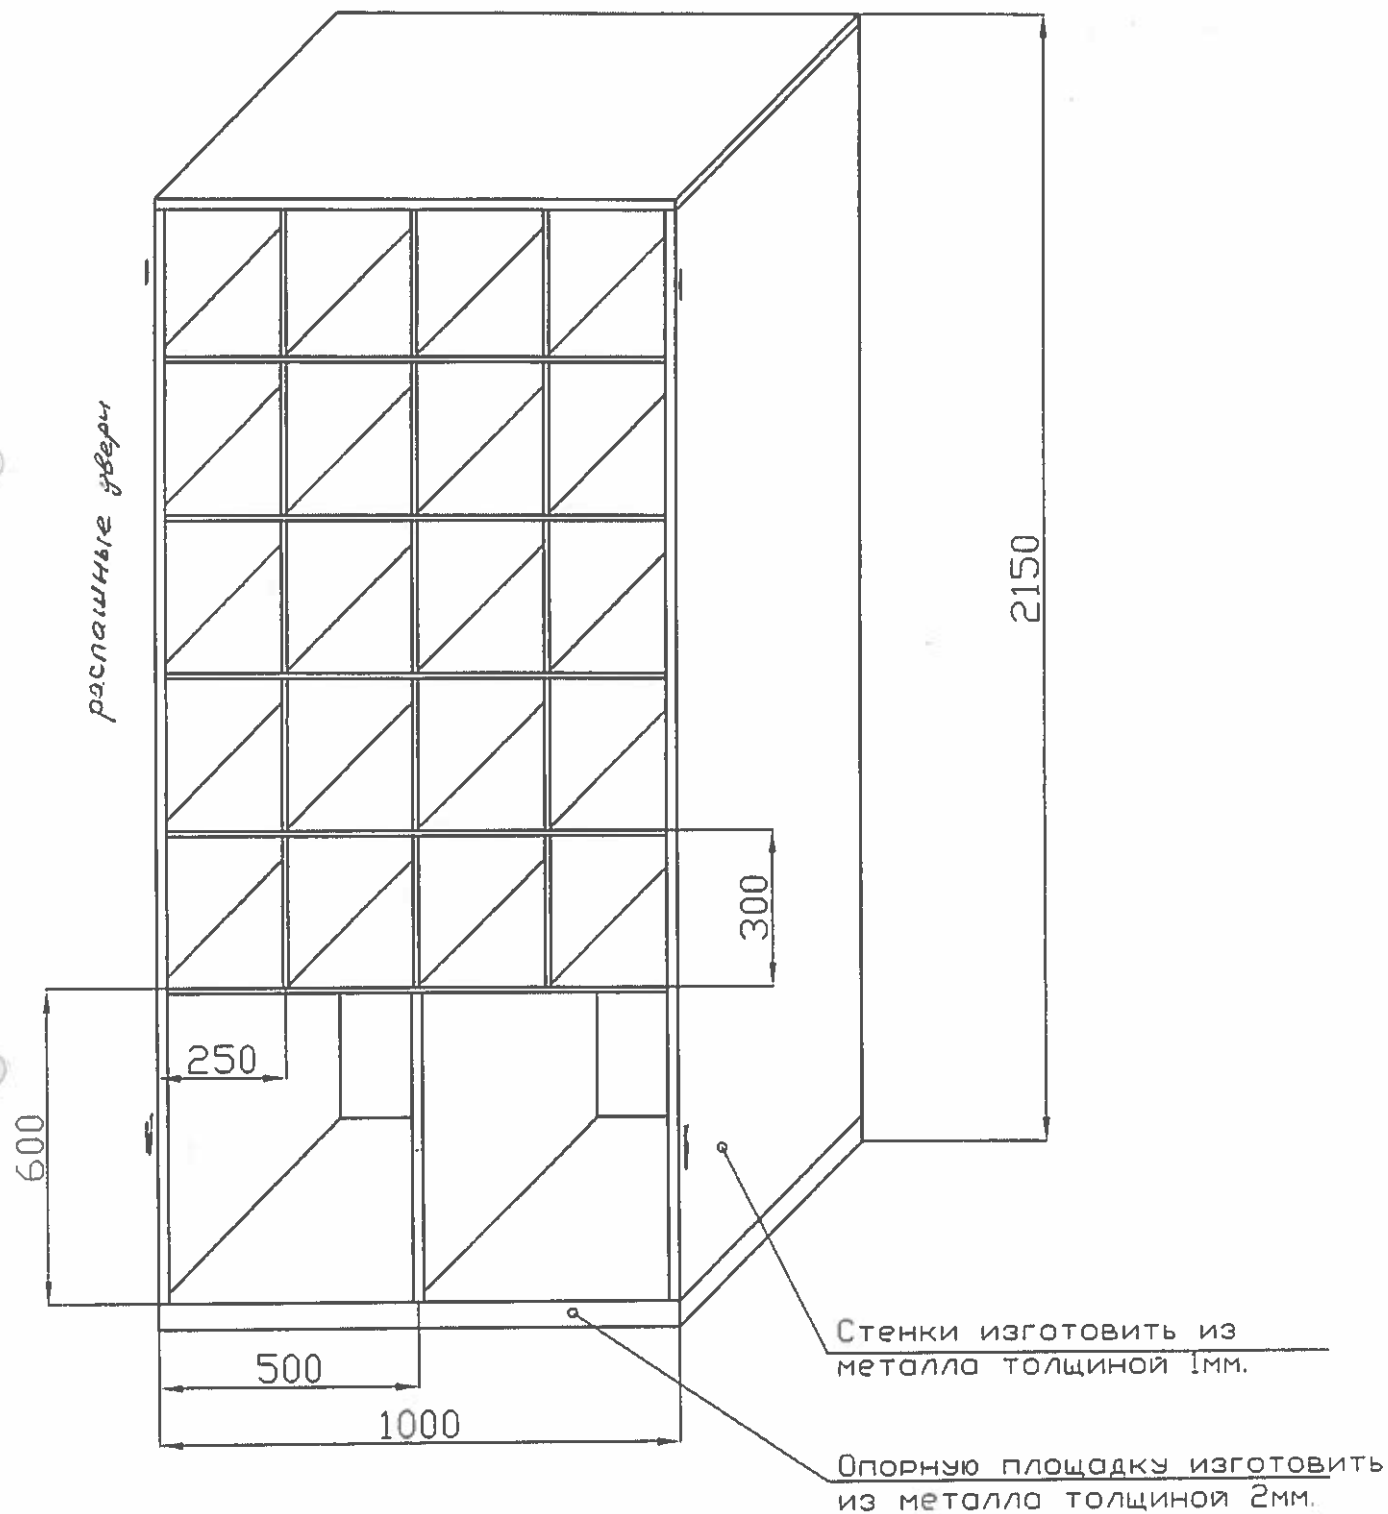 распашные двери
2150
300
250
600
500
1000
Стенки изготовить из
металла толщиной 1мм.
Опорную площадку изготовить
из металла толщиной 2мм.